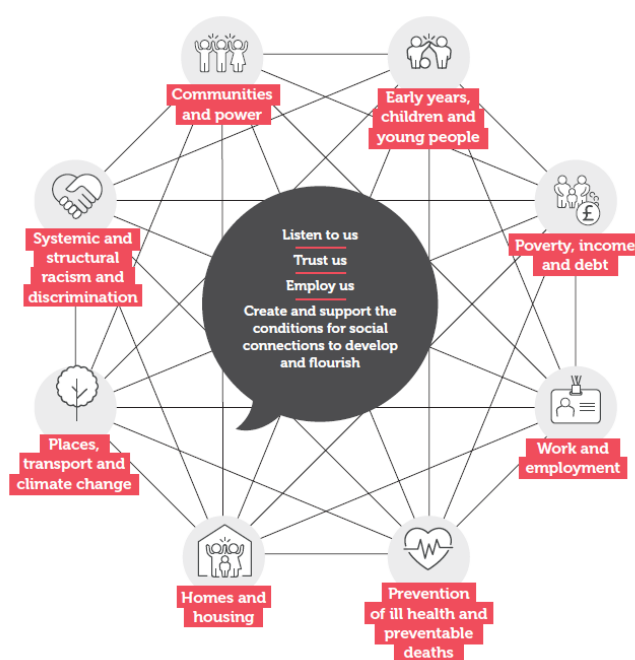 Communities
and power
Early years,
children and
young people
Systemic and
structural
racism and
discrimination
Listen to us
Trust us
Employ us
Create and support the
conditions for social
connections to develop
and flourish
£
Poverty, income
and debt
Places,
transport and
climate change
Work and
employment
Homes and
housing
Prevention
of ill health and
preventable
deaths